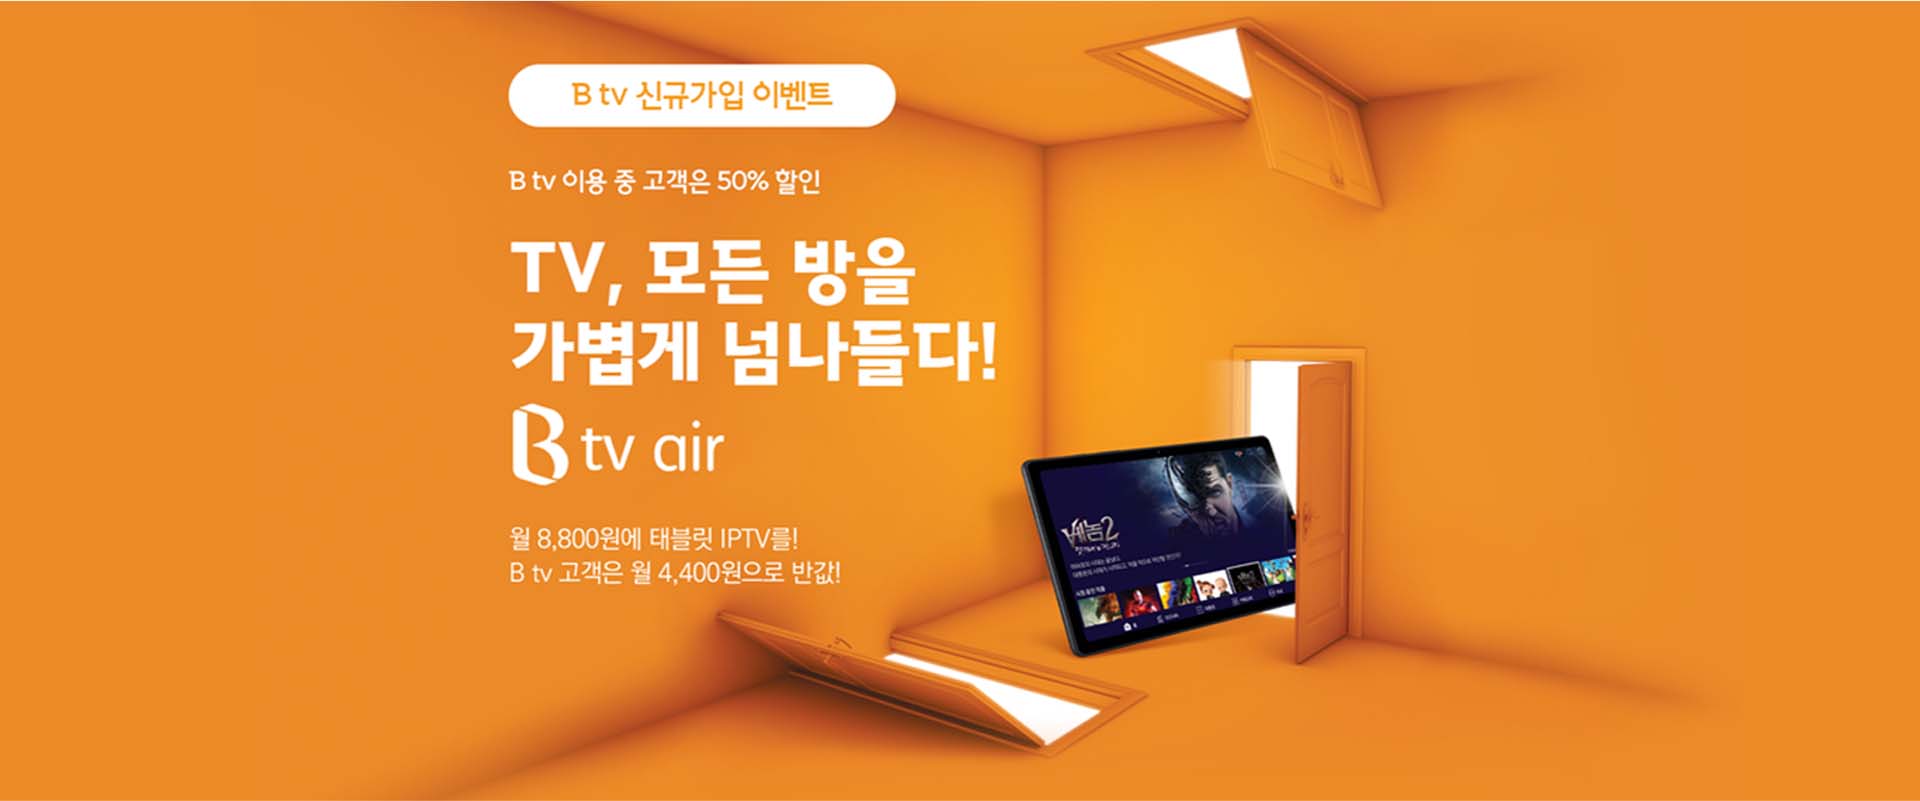 B tv 신규가입 이벤트
B tv 이용 중 고객은 50% 할인
TV, 모든 방을
가볍게 넘나들다!
B tv air
월 8,800원에 태블릿 IPTV를!
B tv 고객은 월 4,400원으로 반값!
베놈2